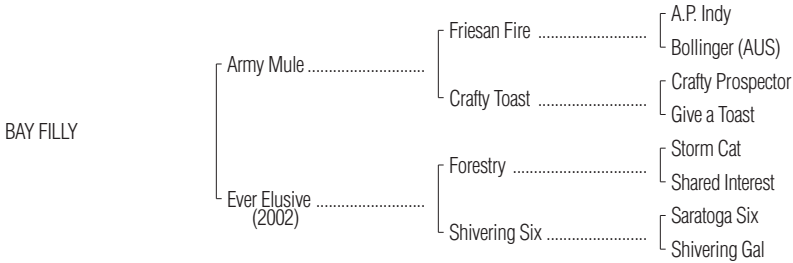 BAY FILLY
Army Mule ............................
Ever Elusive ..........................
(2002)
Friesan Fire ..........................
Crafty Toast ..........................
Forestry ................................
Shivering Six ........................
A.P. Indy
Bollinger (AUS)
Crafty Prospector
Give a Toast
Storm Cat
Shared Interest
Saratoga Six
Shivering Gal